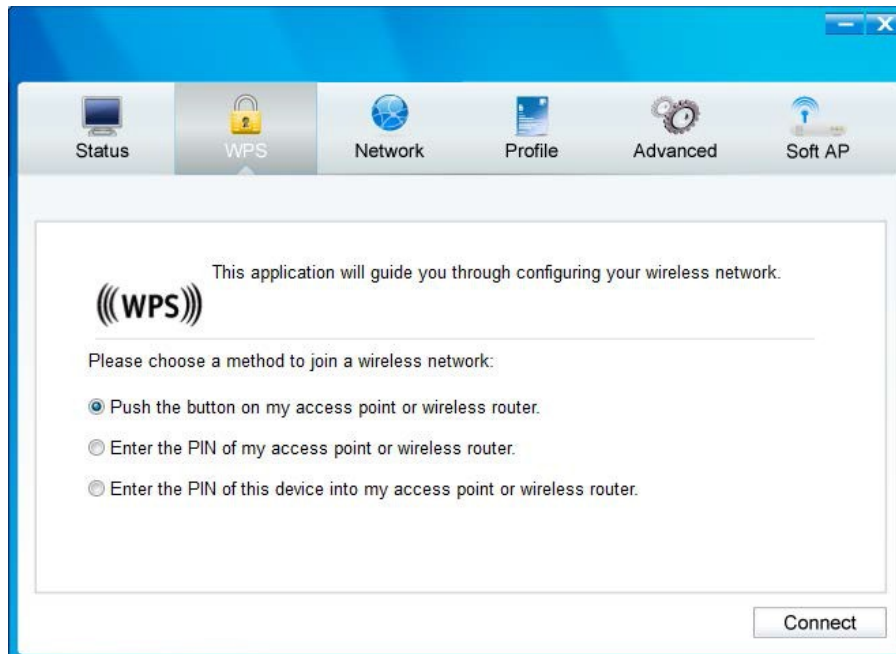 Status
WPS
Network
Profile
Advanced
Soft AP
This application will guide you through configuring your wireless network.
(((WPS)))
Please choose a method to join a wireless network:
Push the button on my access point or wireless router.
Enter the PIN of my access point or wireless router.
Enter the PIN of this device into my access point or wireless router.
Connect